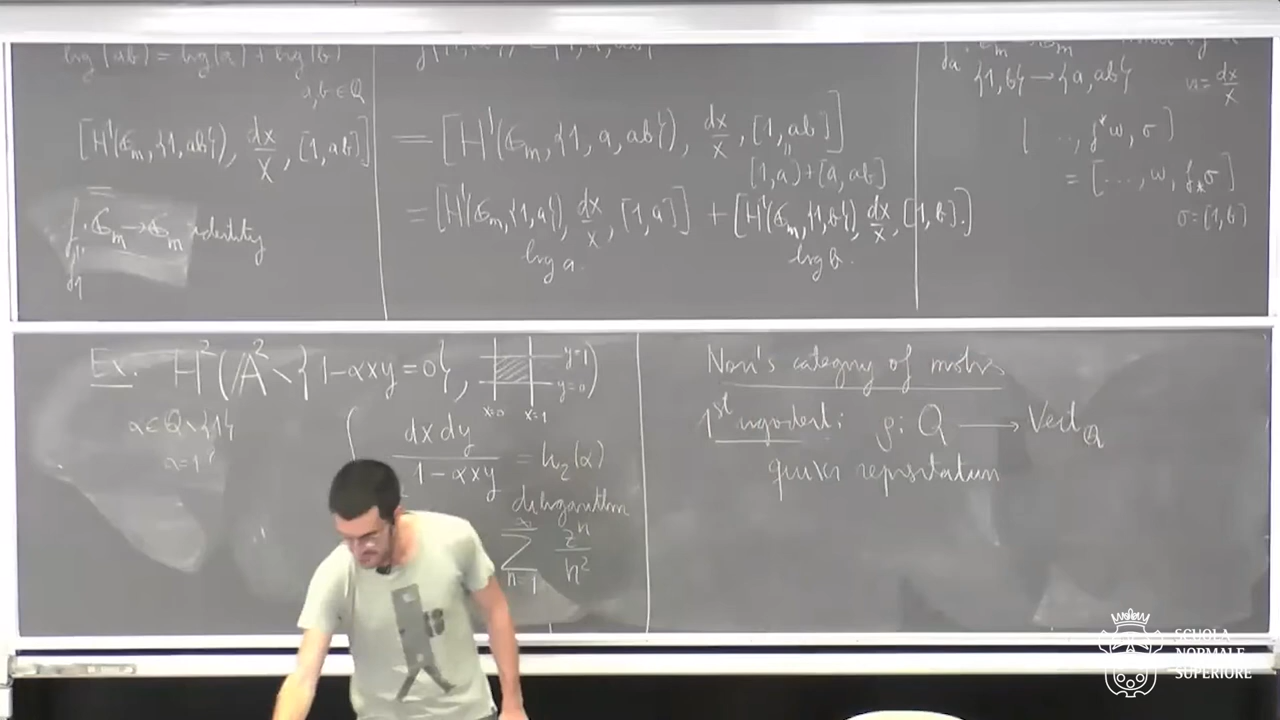 log(ab) = log(a) + log(b)
a,b ∈ Q
[H¹(𝔾_m, {1, ab}), dx/x, [1, ab]]
=
f_1 : 𝔾_m → 𝔾_m identity
= [H¹(𝔾_m, {1, a, ab}), dx/x, [1, ab]]
[1, a] + [a, ab]
= [H¹(𝔾_m, {1, a}), dx/x, [1, a]] + [H¹(𝔾_m, {1, b}), dx/x, [1, b].]
log a.
log b.
{1, b} → {a, ab}
dx/x
[ ..., f*ω, σ]
= [..., ω, f_*σ]
σ = [1, b]
Ex. H²(𝔸² \ {1 - αxy = 0}, y=1 y=0 x=0 x=1)
α ∈ Q \ {1}
α = 1?
∫ dx dy / (1 - αxy) = Li₂(α)
dilogarithm
∑_{n=1}^∞ zⁿ/n²
Nori's category of motives
1st ingredient: ρ: Q → Vect_Q
quiver representation
SCUOLA
NORMALE
SUPERIORE